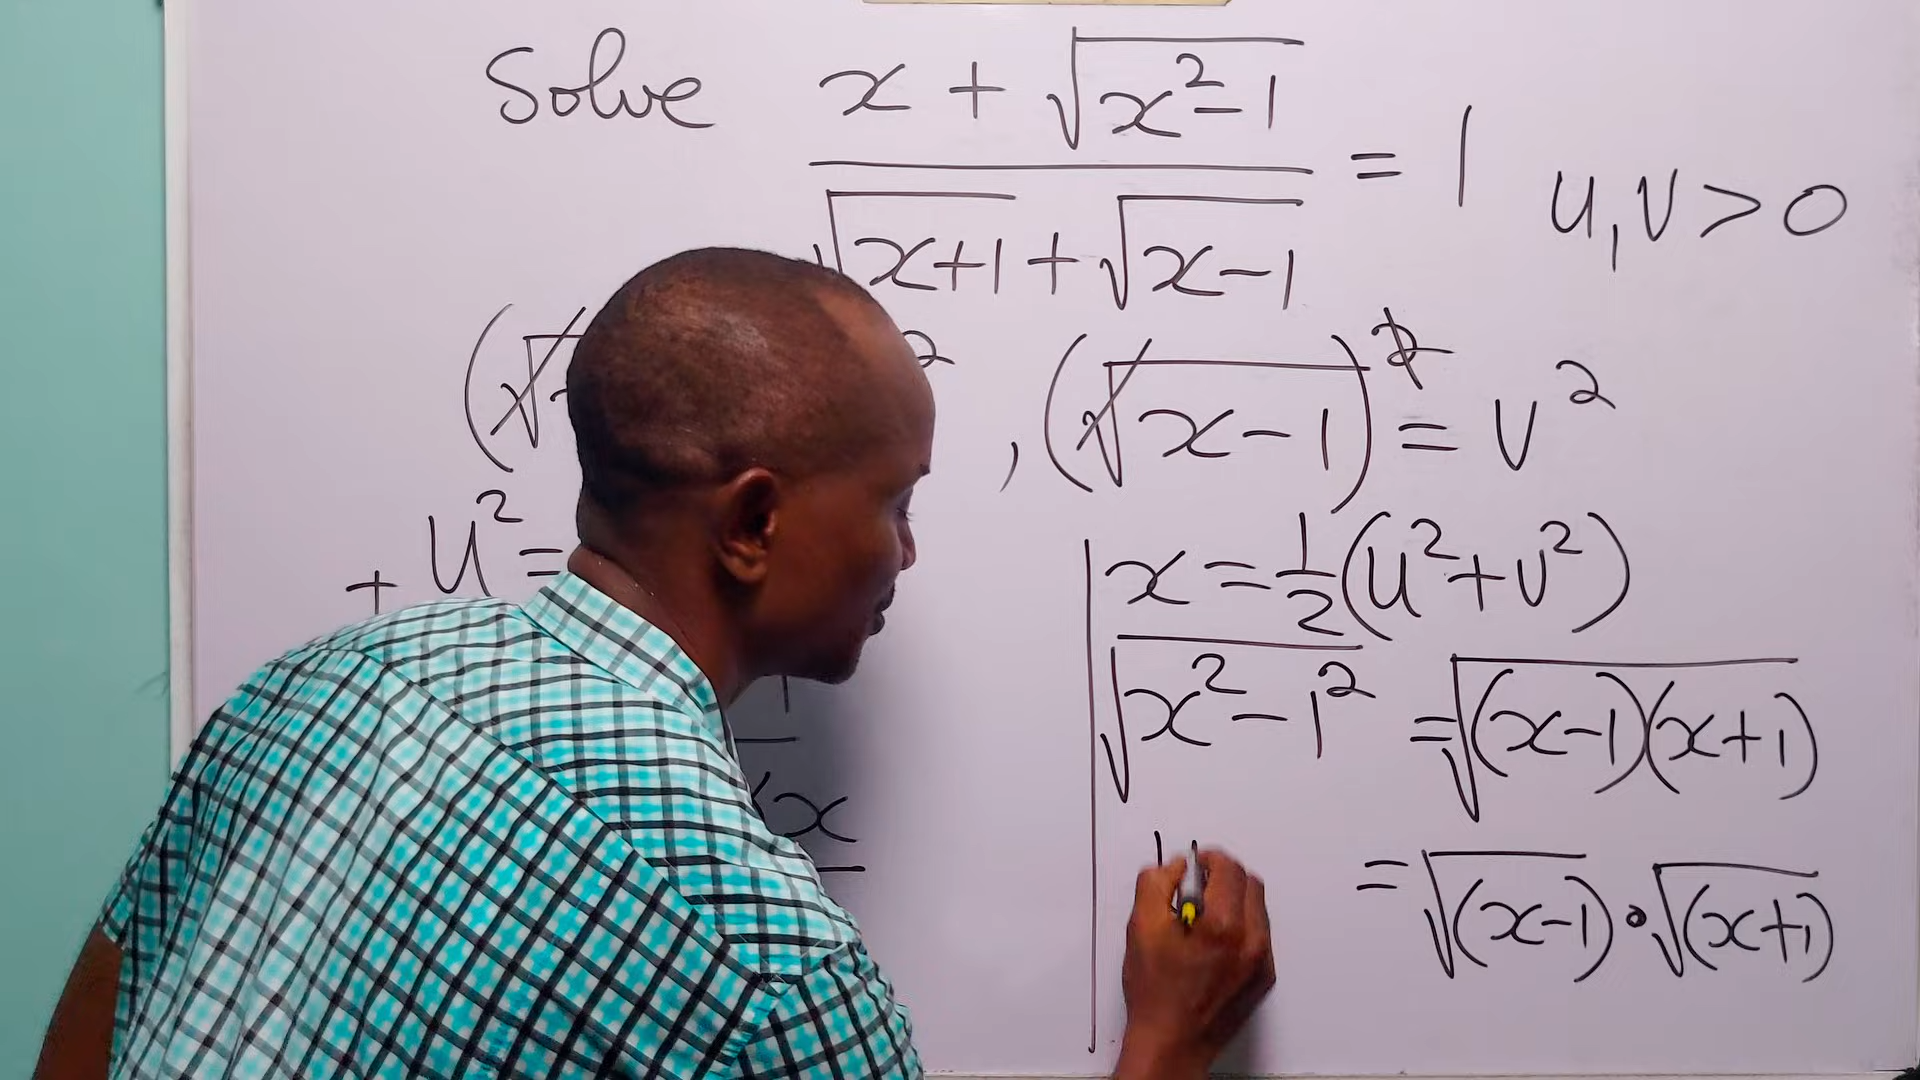 Solve x + √(x² - 1)
/ √(x+1) + √(x-1) = 1
u, v > 0
(√ ² , (√(x-1))² = v²
+ u² =
x = 1/2 (u² + v²)
√(x² - 1²) = √((x-1)(x+1))
x
= √(x-1) • √(x+1)